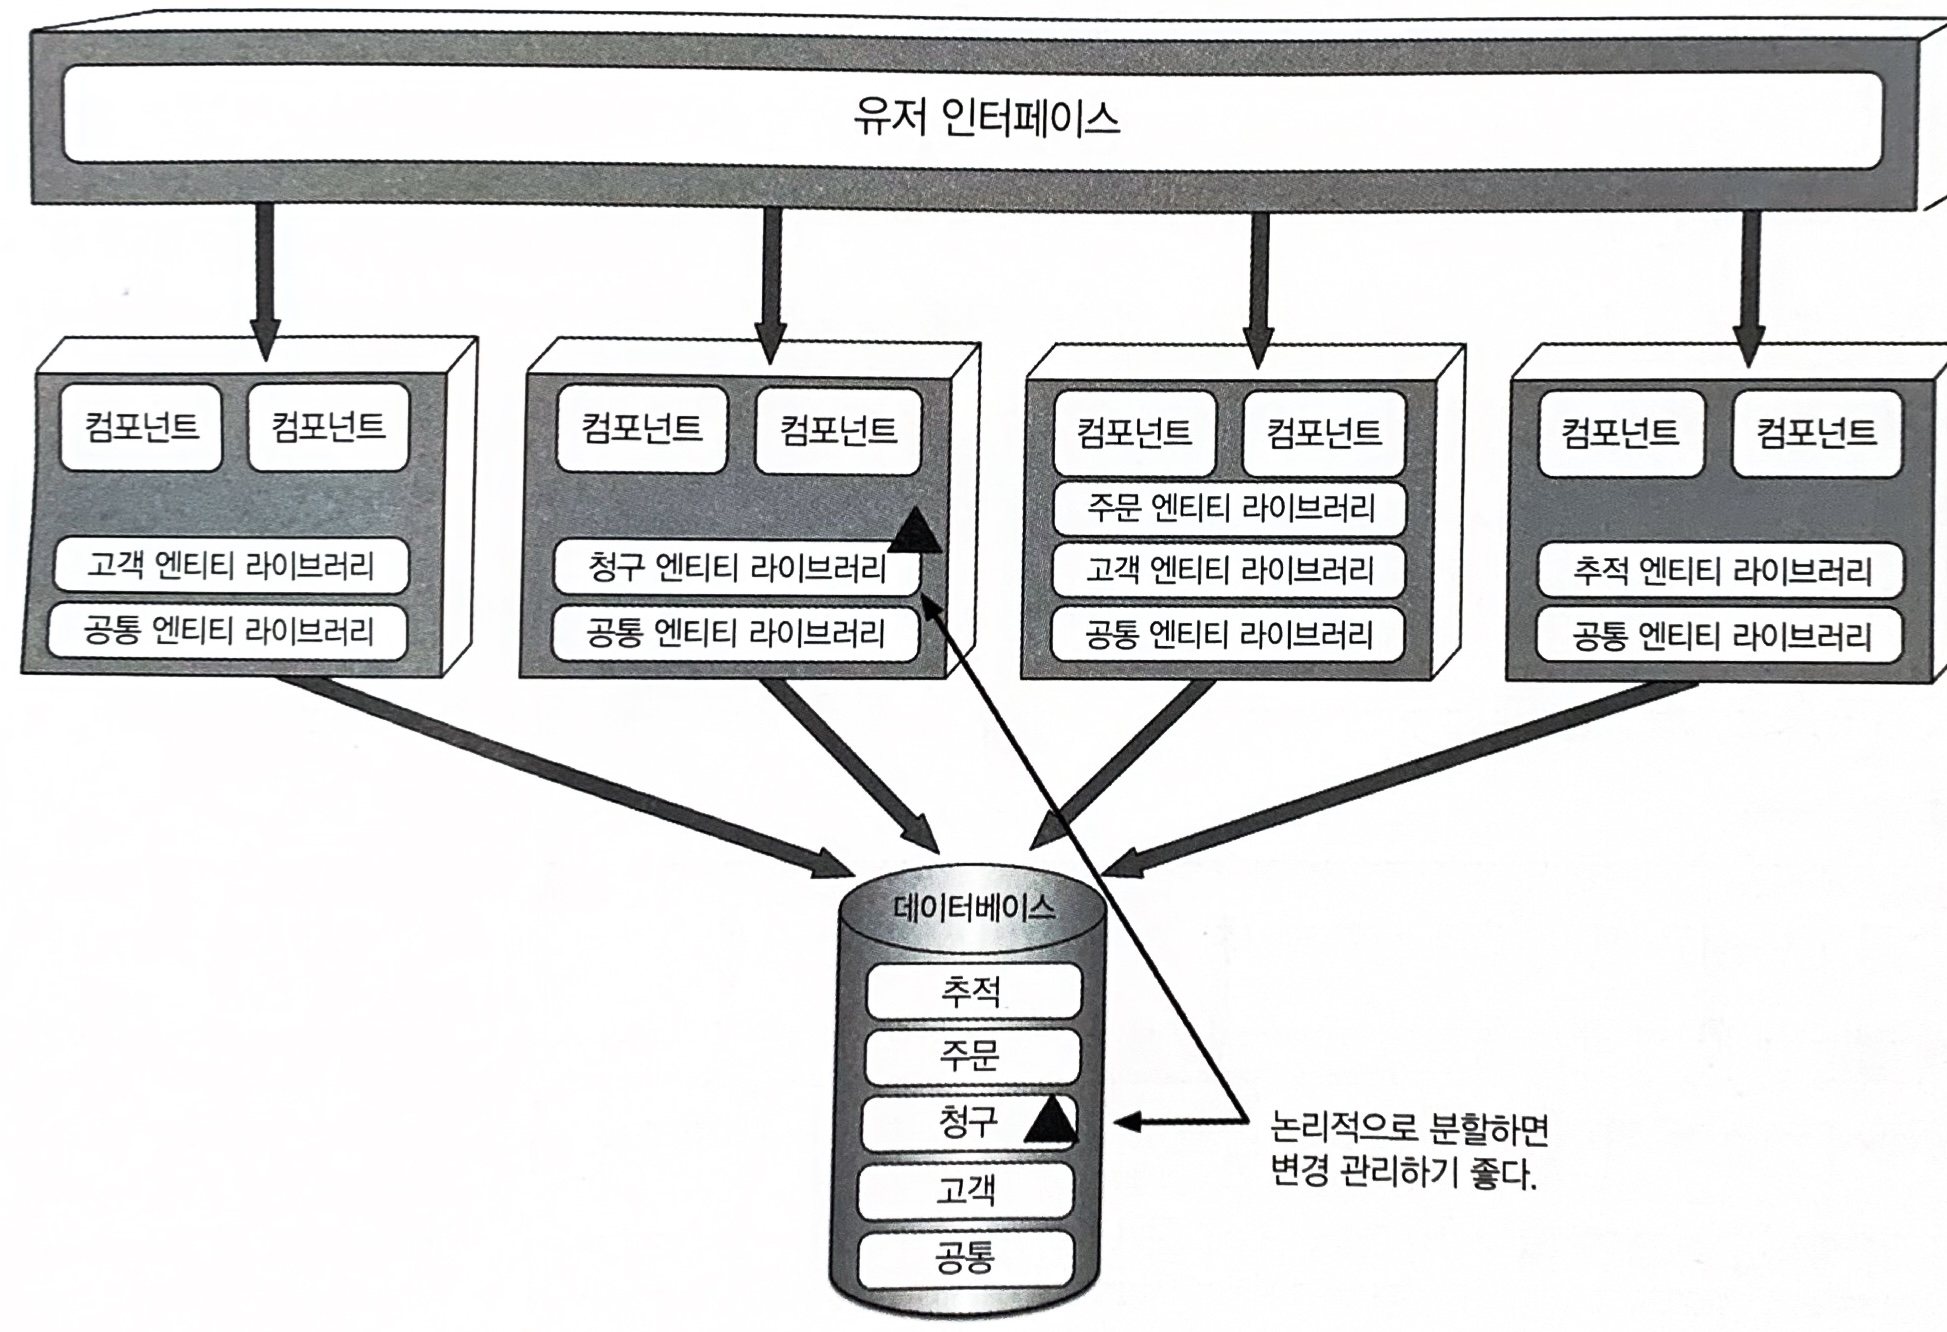 유저 인터페이스
컴포넌트 컴포넌트
고객 엔티티 라이브러리
공통 엔티티 라이브러리
컴포넌트 컴포넌트
청구 엔티티 라이브러리
공통 엔티티 라이브러리
컴포넌트 컴포넌트
주문 엔티티 라이브러리
고객 엔티티 라이브러리
공통 엔티티 라이브러리
컴포넌트 컴포넌트
추적 엔티티 라이브러리
공통 엔티티 라이브러리
데이터베이스
추적
주문
청구
고객
공통
논리적으로 분할하면
변경 관리하기 좋다.